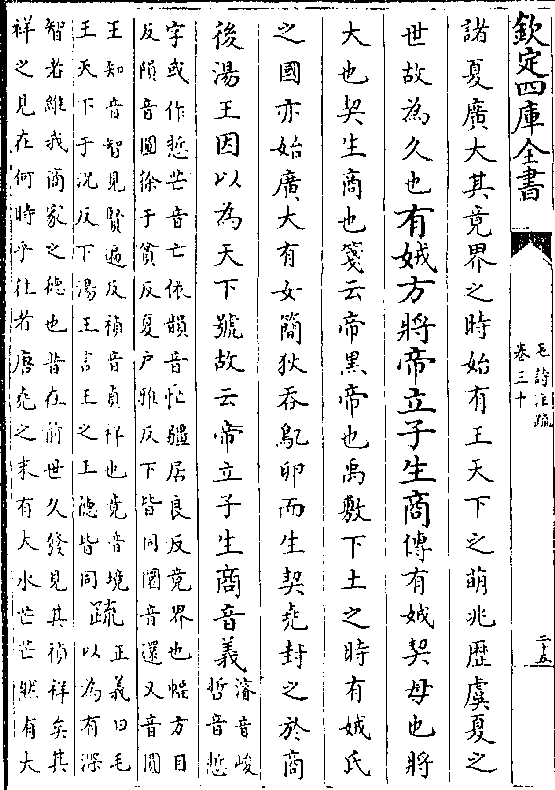 欽定四庫全書
毛詩注疏
卷三十
二十五
諸夏廣大其竟界之時始有王天下之萌兆歷虞夏之
世故為久也有娀方將帝立子生商傳有娀契母也將
大也契生商也箋云帝黑帝也禹敷下土之時有娀氏
之國亦始廣大有女簡狄吞鳦卵而生契堯封之於商
後湯王因以為天下號故云帝立子生商音義濬音峻
哲音悊
字或作悊芒音亡依韻音忙疆居良反竟界也幅方目
反隕音圓徐于貧反夏户雅反下皆同圜音還又音圓
王知音智見賢遍反禎音貞祥也竟音境
王天下于況反下湯王言王之王德皆同疏正義曰毛
以為有深
智者維我商家之德也昔在前世久發見其禎祥矣其
祥之見在何時乎往者唐堯之末有大水芒芒然有大